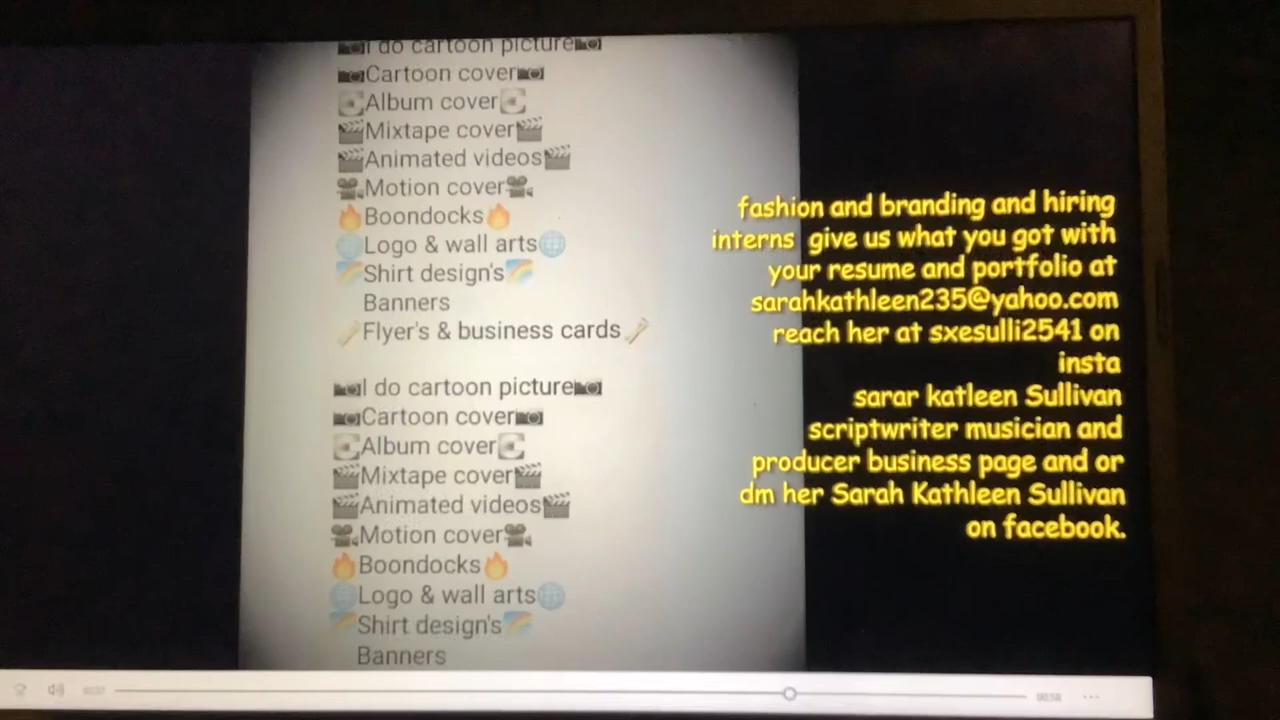 I do cartoon picture
Cartoon cover
Album cover
Mixtape cover
Animated videos
Motion cover
🔥Boondocks🔥
🌐Logo & wall arts🌐
🌈Shirt design's🌈
Banners
Flyer's & business cards
I do cartoon picture
Cartoon cover
Album cover
Mixtape cover
Animated videos
Motion cover
🔥Boondocks🔥
🌐Logo & wall arts🌐
🌈Shirt design's🌈
Banners
fashion and branding and hiring
interns give us what you got with
your resume and portfolio at
sarahkathleen235@yahoo.com
reach her at sxesulli2541 on
insta
sarar katleen Sullivan
scriptwriter musician and
producer business page and or
dm her Sarah Kathleen Sullivan
on facebook.